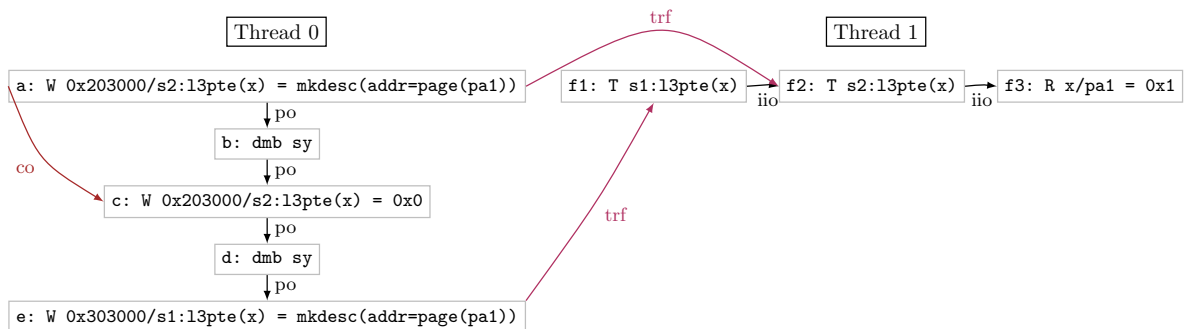 Thread 0
Thread 1
trf
a: W 0x203000/s2:l3pte(x) = mkdesc(addr=page(pa1))
f1: T s1:l3pte(x)
iio
f2: T s2:l3pte(x)
iio
f3: R x/pa1 = 0x1
po
b: dmb sy
po
co
c: W 0x203000/s2:l3pte(x) = 0x0
trf
po
d: dmb sy
po
e: W 0x303000/s1:l3pte(x) = mkdesc(addr=page(pa1))